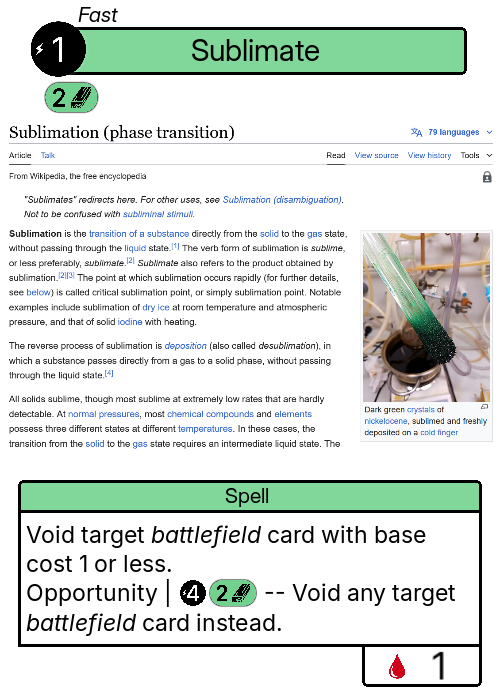 Fast
1 Sublimate
2
Sublimation (phase transition)
79 languages
Article Talk Read View source View history Tools
From Wikipedia, the free encyclopedia
"Sublimates" redirects here. For other uses, see Sublimation (disambiguation).
Not to be confused with subliminal stimuli.
Sublimation is the transition of a substance directly from the solid to the gas state,
without passing through the liquid state.[1] The verb form of sublimation is sublime,
or less preferably, sublimate.[2] Sublimate also refers to the product obtained by
sublimation.[2][3] The point at which sublimation occurs rapidly (for further details,
see below) is called critical sublimation point, or simply sublimation point. Notable
examples include sublimation of dry ice at room temperature and atmospheric
pressure, and that of solid iodine with heating.
The reverse process of sublimation is deposition (also called desublimation), in
which a substance passes directly from a gas to a solid phase, without passing
through the liquid state.[4]
All solids sublime, though most sublime at extremely low rates that are hardly
detectable. At normal pressures, most chemical compounds and elements
possess three different states at different temperatures. In these cases, the
transition from the solid to the gas state requires an intermediate liquid state. The
Dark green crystals of
nickelocene, sublimed and freshly
deposited on a cold finger
Spell
Void target battlefield card with base
cost 1 or less.
Opportunity | 4 2 -- Void any target
battlefield card instead.
1